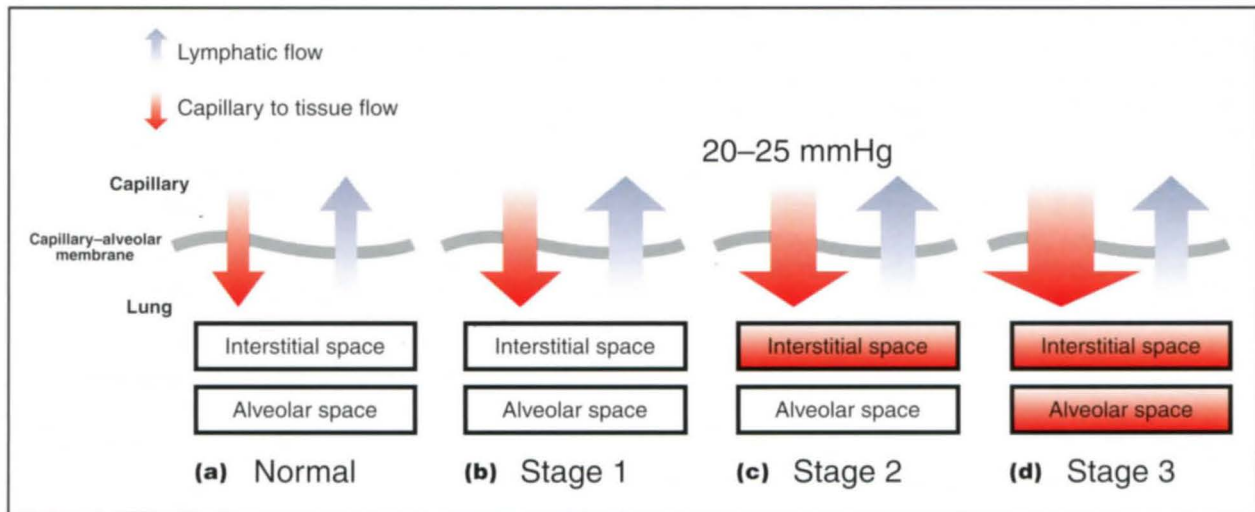 Lymphatic flow
Capillary to tissue flow
20–25 mmHg
Capillary
Capillary–alveolar
membrane
Lung
Interstitial space
Interstitial space
Interstitial space
Interstitial space
Alveolar space
Alveolar space
Alveolar space
Alveolar space
(a) Normal
(b) Stage 1
(c) Stage 2
(d) Stage 3